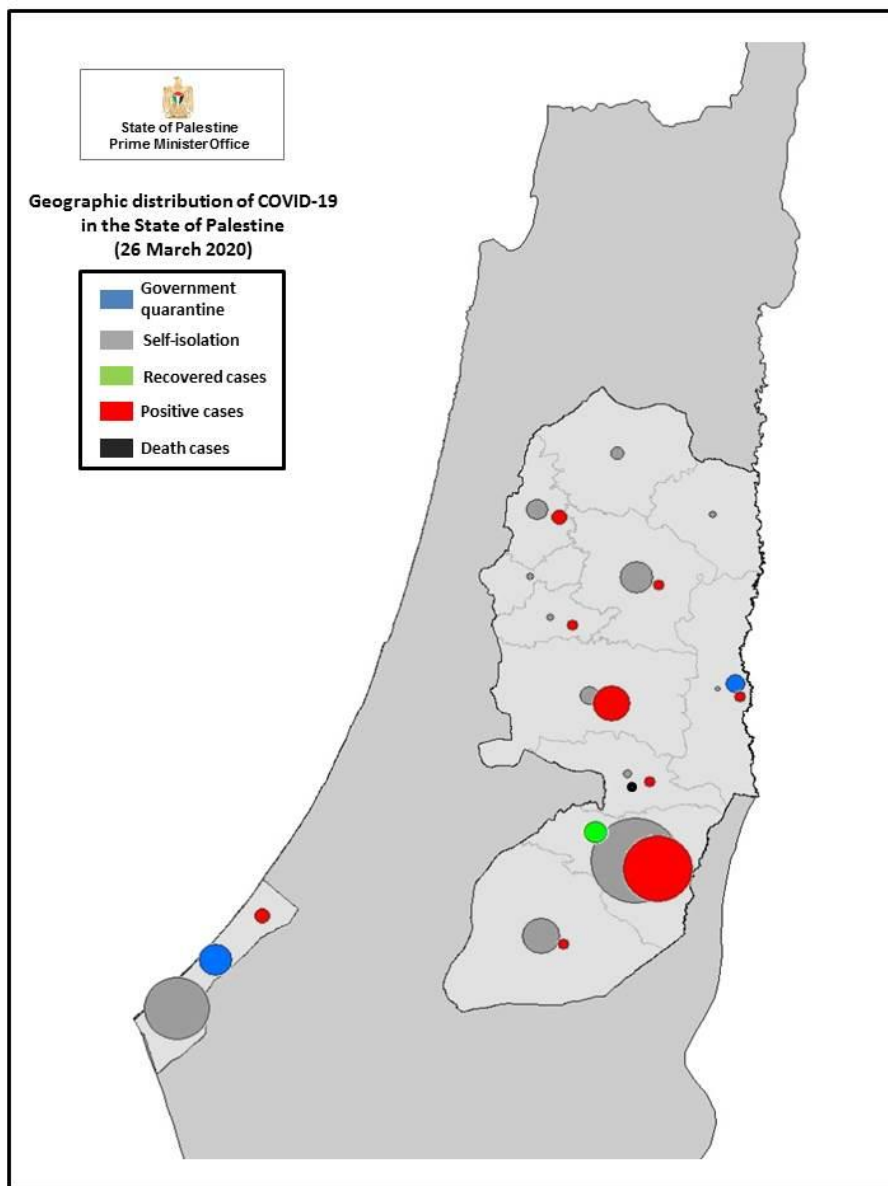 State of Palestine
Prime Minister Office
Geographic distribution of COVID-19
in the State of Palestine
(26 March 2020)
Government
quarantine
Self-isolation
Recovered cases
Positive cases
Death cases